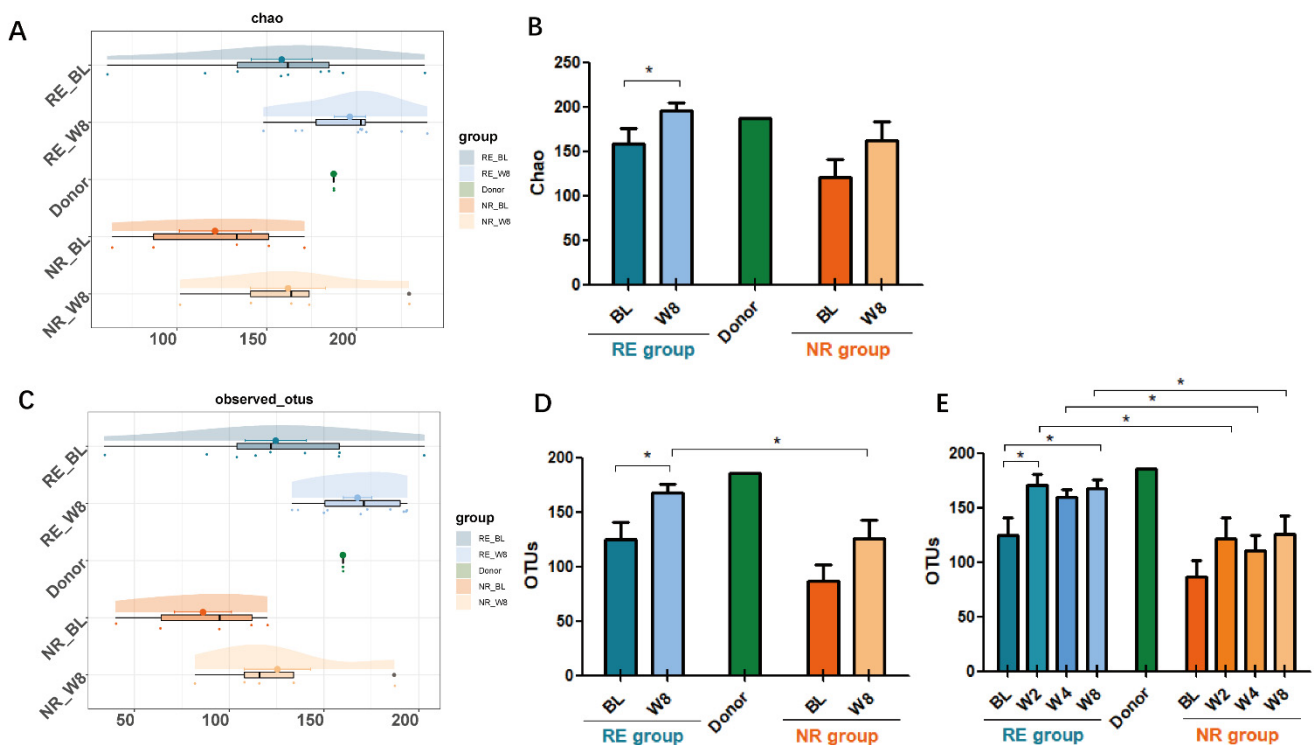 A
chao
RE_BL
RE_W8
Donor
NR_BL
NR_W8
100
150
200
group
RE_BL
RE_W8
Donor
NR_BL
NR_W8
B
250
200
150
100
50
0
Chao
*
BL
W8
Donor
BL
W8
RE group
NR group
C
observed_otus
RE_BL
RE_W8
Donor
NR_BL
NR_W8
50
100
150
200
group
RE_BL
RE_W8
Donor
NR_BL
NR_W8
D
200
150
100
50
0
OTUs
*
*
BL
W8
Donor
BL
W8
RE group
NR group
E
200
150
100
50
0
OTUs
*
*
*
*
*
BL
W2
W4
W8
Donor
BL
W2
W4
W8
RE group
NR group